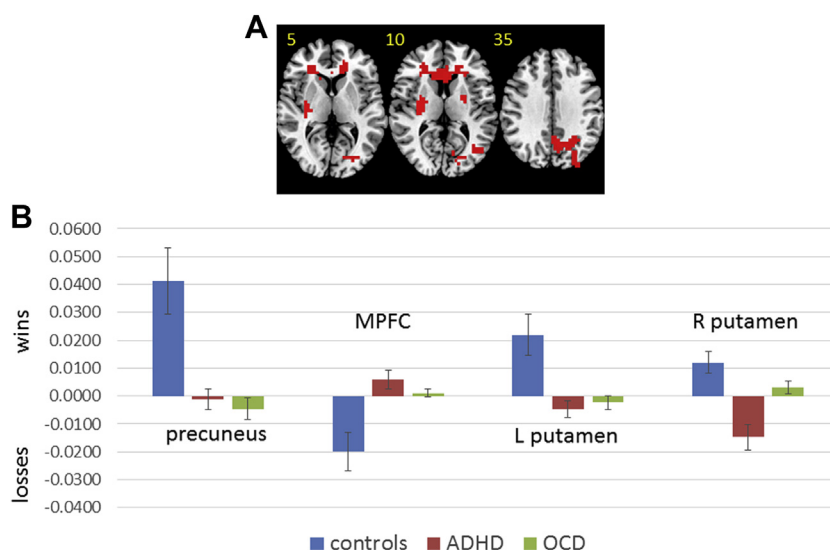 A
5 10 35
B
0.0600
0.0500
0.0400
0.0300
0.0200
0.0100
0.0000
-0.0100
-0.0200
-0.0300
-0.0400
wins
losses
MPFC
R putamen
precuneus
L putamen
controls ADHD OCD